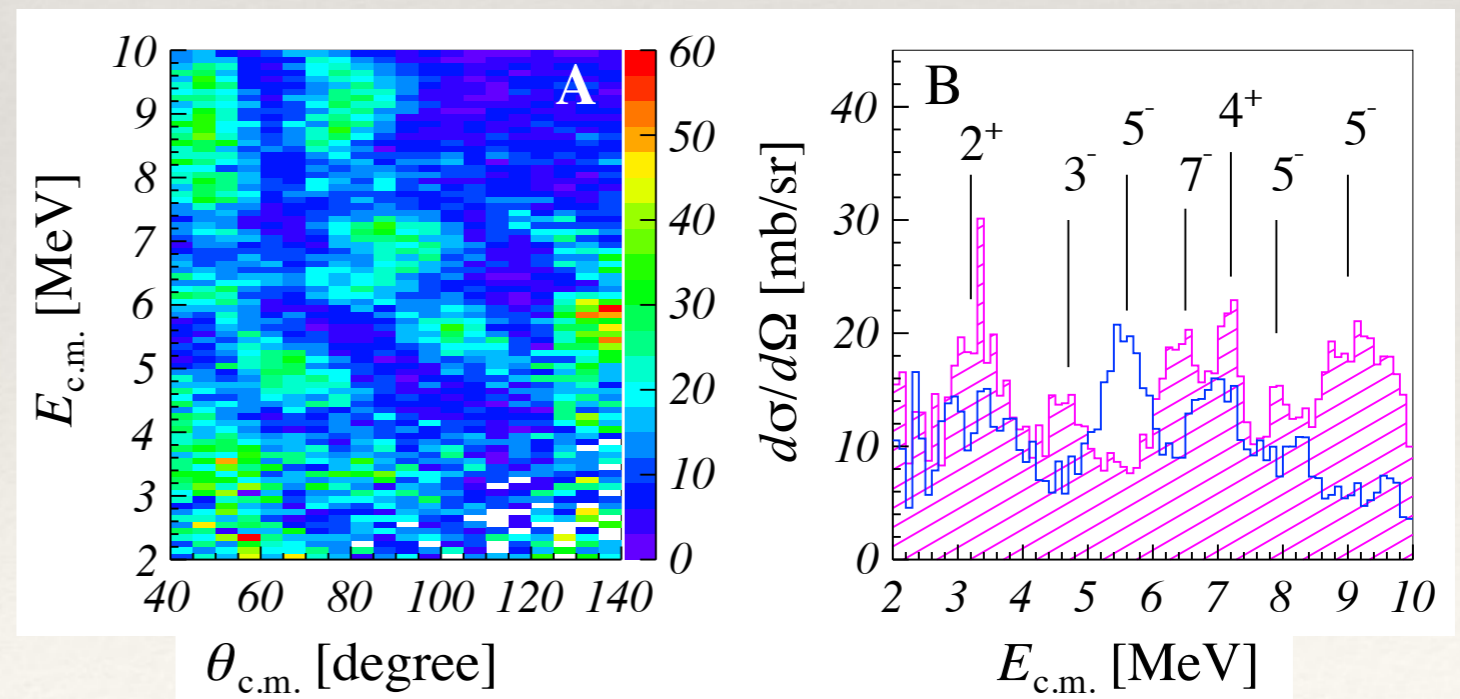 A
10
9
8
7
6
5
4
3
2
E_c.m. [MeV]
40 60 80 100 120 140
θ_c.m. [degree]
60
50
40
30
20
10
0
B
2⁺ 3⁻ 5⁻ 7⁻ 4⁺ 5⁻ 5⁻
40
30
20
10
0
dσ/dΩ [mb/sr]
2 3 4 5 6 7 8 9 10
E_c.m. [MeV]